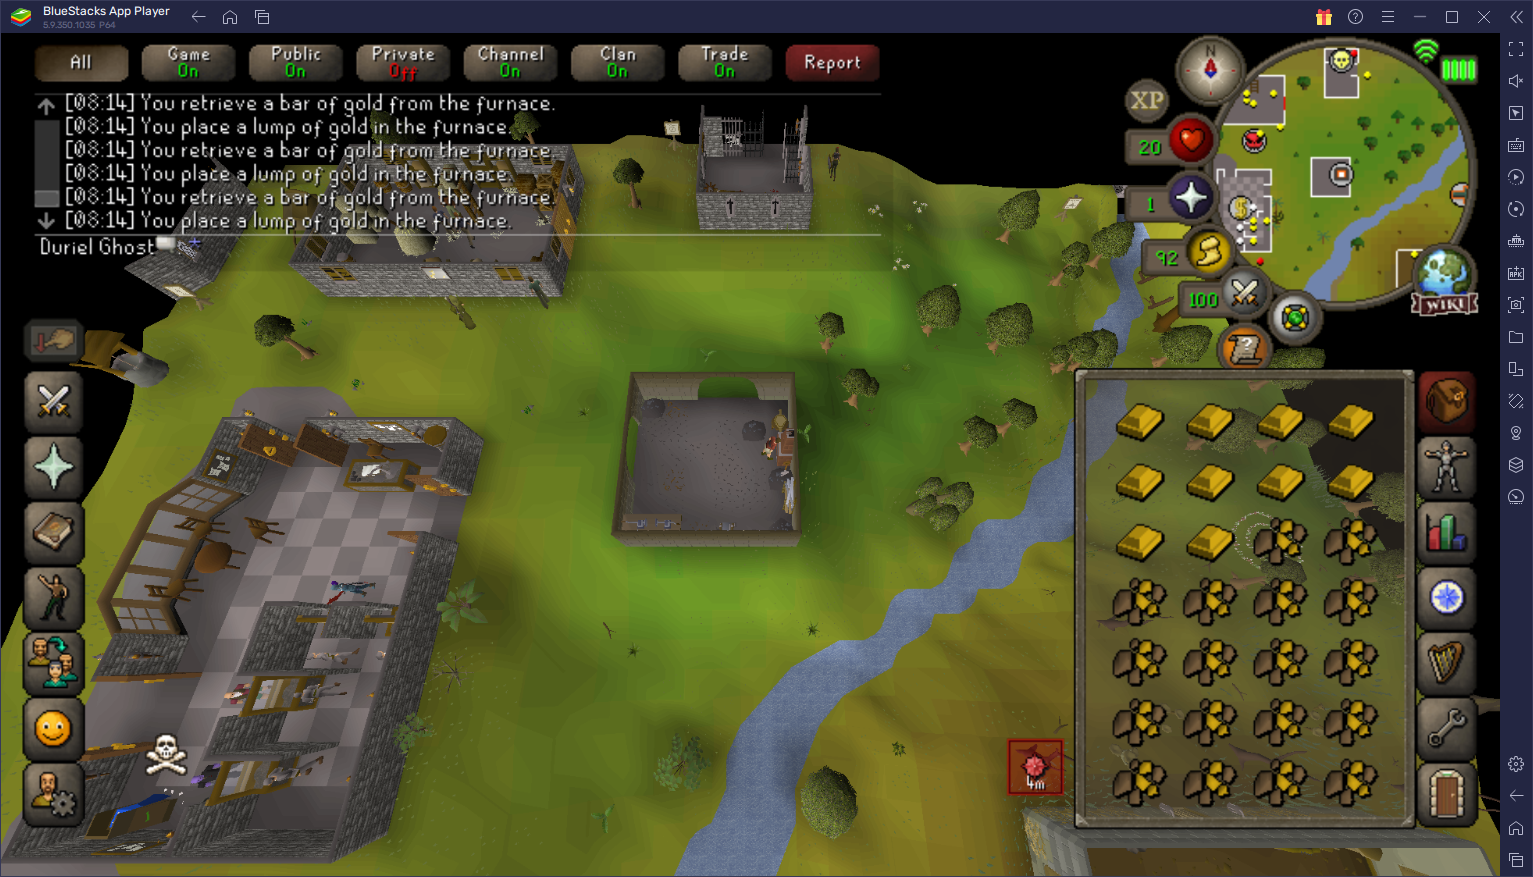 BlueStacks App Player
5.9.350.1035 P64
All
Game
On
Public
On
Private
Off
Channel
On
Clan
On
Trade
On
Report
[08:14] You retrieve a bar of gold from the furnace.
[08:14] You place a lump of gold in the furnace.
[08:14] You retrieve a bar of gold from the furnace.
[08:14] You place a lump of gold in the furnace.
[08:14] You retrieve a bar of gold from the furnace.
[08:14] You place a lump of gold in the furnace.
Duriel Ghost
N
XP
20
1
92
100
WIKI
4m